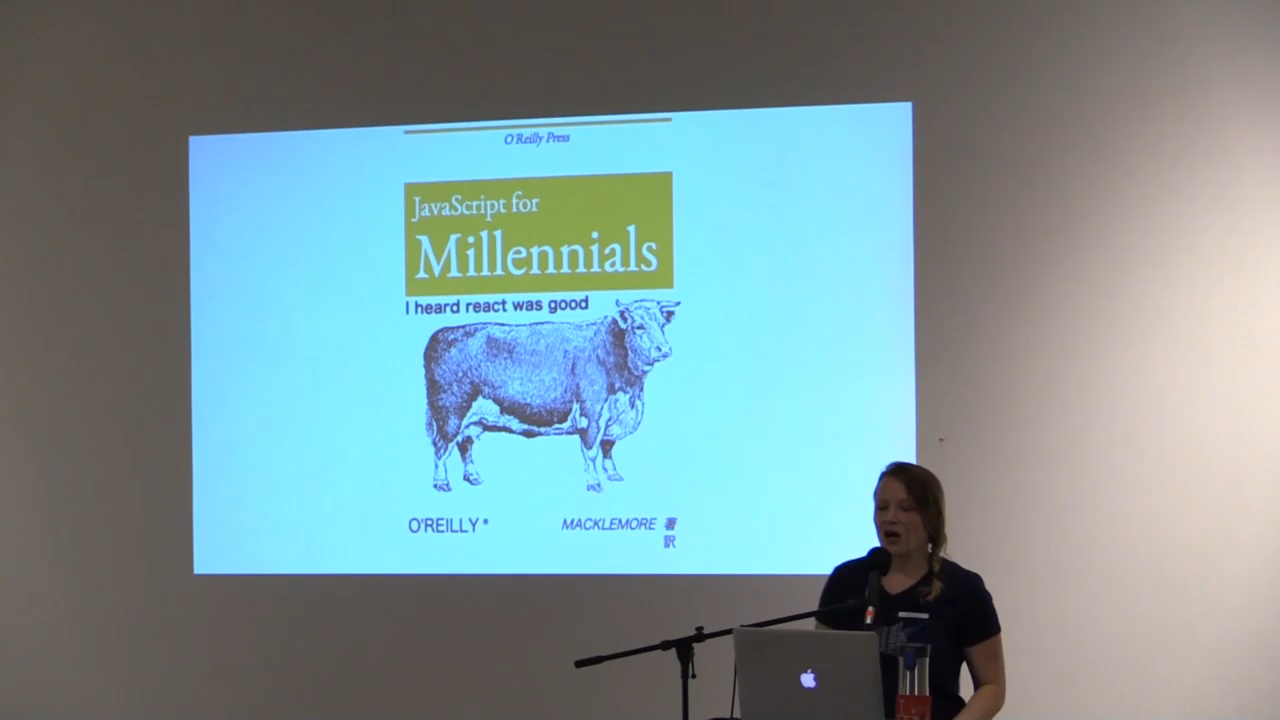 O'Reilly Press
JavaScript for
Millennials
I heard react was good
O'REILLY®
MACKLEMORE 著
訳